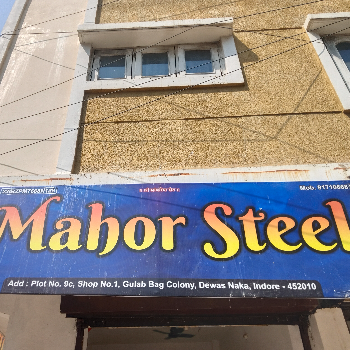 Mahor Steel
Add : Plot No. 9c, Shop No.1, Gulab Bag Colony, Dewas Naka, Indore - 452010